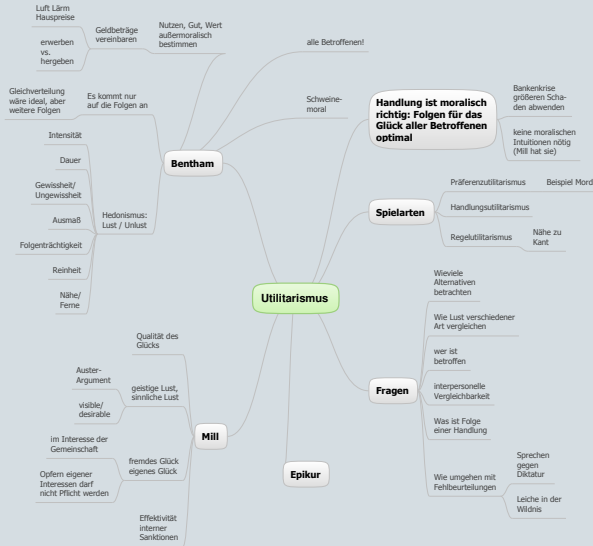 Luft Lärm
Hauspreise
erwerben
vs.
hergeben
Geldbeträge
vereinbaren
Nutzen, Gut, Wert
außermoralisch
bestimmen
Gleichverteilung
wäre ideal, aber
weitere Folgen
Es kommt nur
auf die Folgen an
Intensität
Dauer
Gewissheit/
Ungewissheit
Ausmaß
Folgenträchtigkeit
Reinheit
Nähe/
Ferne
Hedonismus:
Lust / Unlust
Bentham
alle Betroffenen!
Schweine-
moral
Handlung ist moralisch
richtig: Folgen für das
Glück aller Betroffenen
optimal
Bankenkrise
größeren Scha-
den abwenden
keine moralischen
Intuitionen nötig
(Mill hat sie)
Spielarten
Präferenzutilitarismus
Beispiel Mord
Handlungsutilitarismus
Regelutilitarismus
Nähe zu
Kant
Utilitarismus
Fragen
Wieviele
Alternativen
betrachten
Wie Lust verschiedener
Art vergleichen
wer ist
betroffen
interpersonelle
Vergleichbarkeit
Was ist Folge
einer Handlung
Wie umgehen mit
Fehlbeurteilungen
Sprechen
gegen
Diktatur
Leiche in der
Wildnis
Epikur
Mill
Qualität des
Glücks
Auster-
Argument
visible/
desirable
geistige Lust,
sinnliche Lust
im Interesse der
Gemeinschaft
Opfern eigener
Interessen darf
nicht Pflicht werden
fremdes Glück
eigenes Glück
Effektivität
interner
Sanktionen